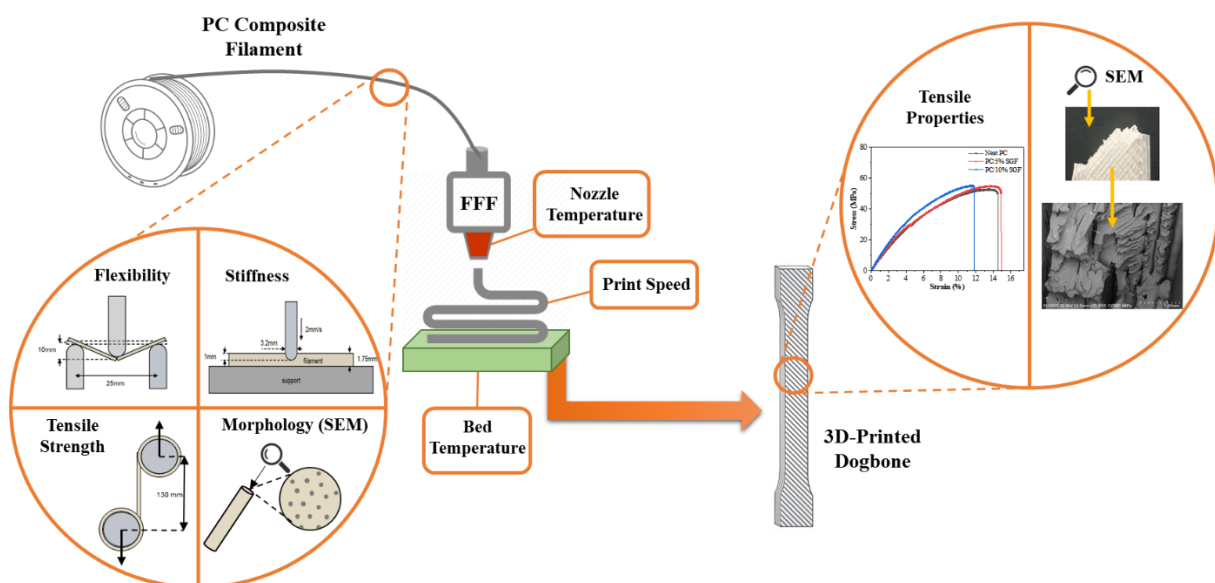 PC Composite
Filament
FFF
Nozzle
Temperature
Print Speed
Bed
Temperature
Flexibility
10mm
25mm
Stiffness
2mm/s
3.2mm
1mm
filament
1.75mm
support
Tensile
Strength
130 mm
Morphology (SEM)
3D-Printed
Dogbone
Tensile
Properties
Neat PC
PC/5% SGF
PC/10% SGF
Stress (MPa)
80
60
40
20
0
0 2 4 6 8 10 12 14 16
Strain (%)
SEM